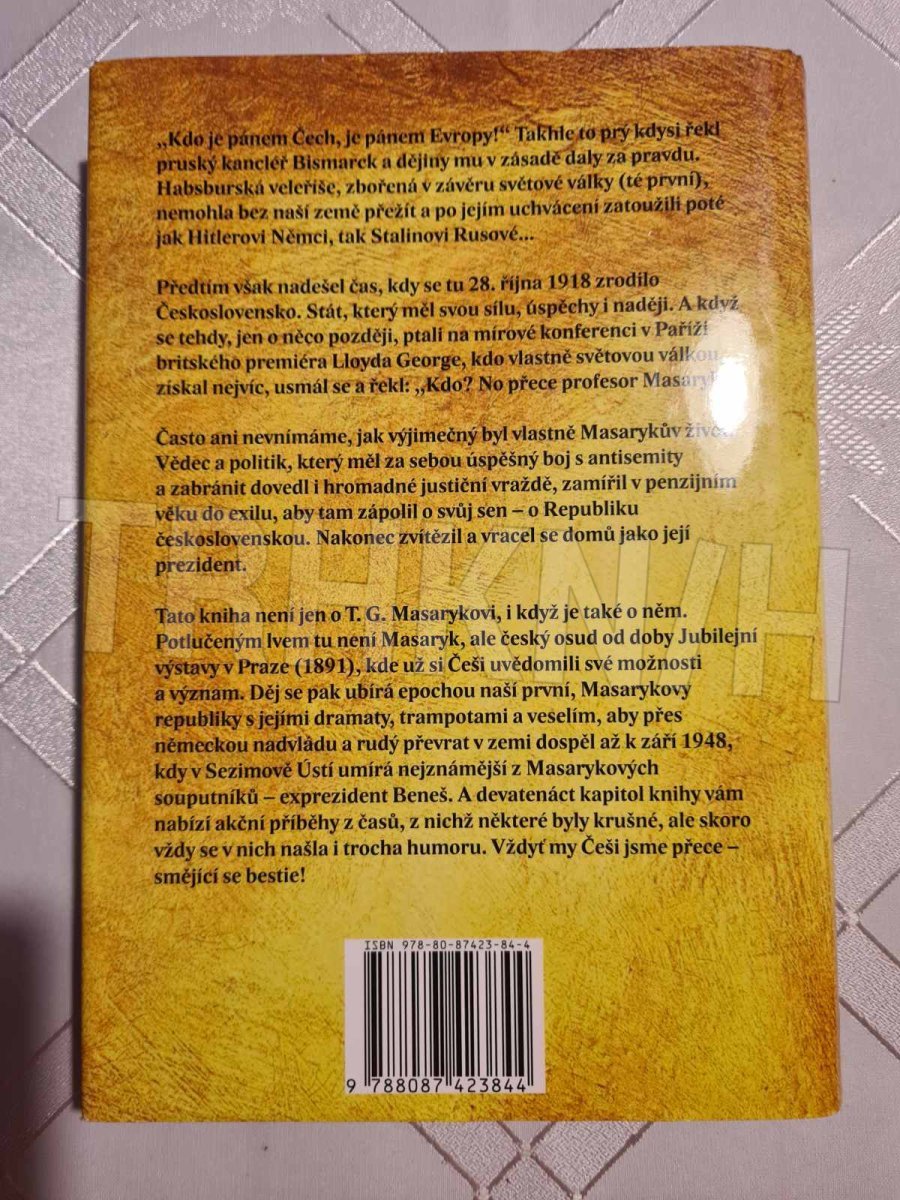 „Kdo je pánem Čech, je pánem Evropy!“ Takhle to prý kdysi řekl
pruský kancléř Bismarck a dějiny mu v zásadě daly za pravdu.
Habsburská veleříše, zbořená v závěru světové války (té první),
nemohla bez naší země přežít a po jejím uchvácení zatoužili poté
jak Hitlerovi Němci, tak Stalinovi Rusové...
Předtím však nadešel čas, kdy se tu 28. října 1918 zrodilo
Československo. Stát, který měl svou sílu, úspěchy i naději. A když
se tehdy, jen o něco později, ptali na mírové konferenci v Paříži
britského premiéra Lloyda George, kdo vlastně světovou válkou
získal nejvíc, usmál se a řekl: „Kdo? No přece profesor
Často ani nevnímáme, jak výjimečný byl vlastně Masarykův
Vědec a politik, který měl za sebou úspěšný boj s antisemity
a zabránit dovedl i hromadné justiční vraždě, zamířil v penzijním
věku do exilu, aby tam zápolil o svůj sen – o Republiku
československou. Nakonec zvítězil a vracel se domů jako její
prezident.
Tato kniha není jen o T. G. Masarykovi, i když je také o něm.
Potlučeným lvem tu není Masaryk, ale český osud od doby Jubilejní
výstavy v Praze (1891), kde už si Češi uvědomili své možnosti
a význam. Děj se pak ubírá epochou naší první, Masarykovy
republiky s jejími dramaty, trampotami a veselím, aby přes
německou nadvládu a rudý převrat v zemi dospěl až k září 1948,
kdy v Sezimově Ústí umírá nejznámější z Masarykových
souputníků – exprezident Beneš. A devatenáct kapitol knihy vám
nabízí akční příběhy z časů, z nichž některé byly krušné, ale skoro
vždy se v nich našla i trocha humoru. Vždyť my Češi jsme přece –
smějící se bestie!
TRHKNIH
ISBN 978-80-87423-84-4
9 788087 423844